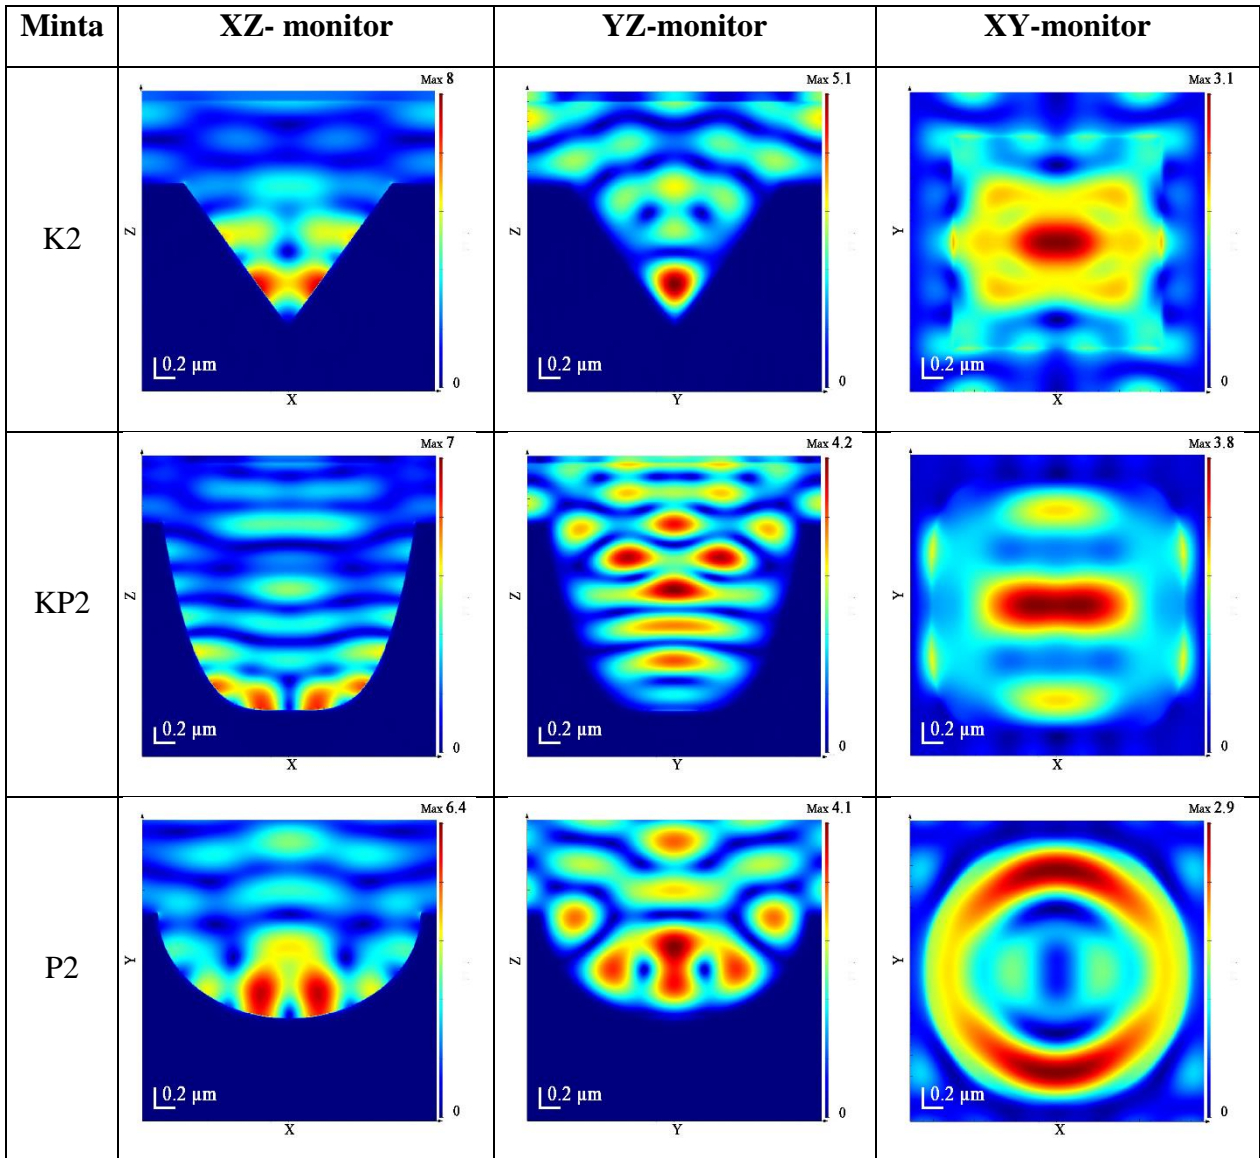 Minta XZ- monitor YZ-monitor XY-monitor
K2
Max 8
Z
0.2 µm
0
X
Max 5.1
Z
0.2 µm
0
Y
Max 3.1
Y
0.2 µm
0
X
KP2
Max 7
Z
0.2 µm
0
X
Max 4.2
Z
0.2 µm
0
Y
Max 3.8
Y
0.2 µm
0
X
P2
Max 6.4
Y
0.2 µm
0
X
Max 4.1
Z
0.2 µm
0
Y
Max 2.9
Y
0.2 µm
0
X